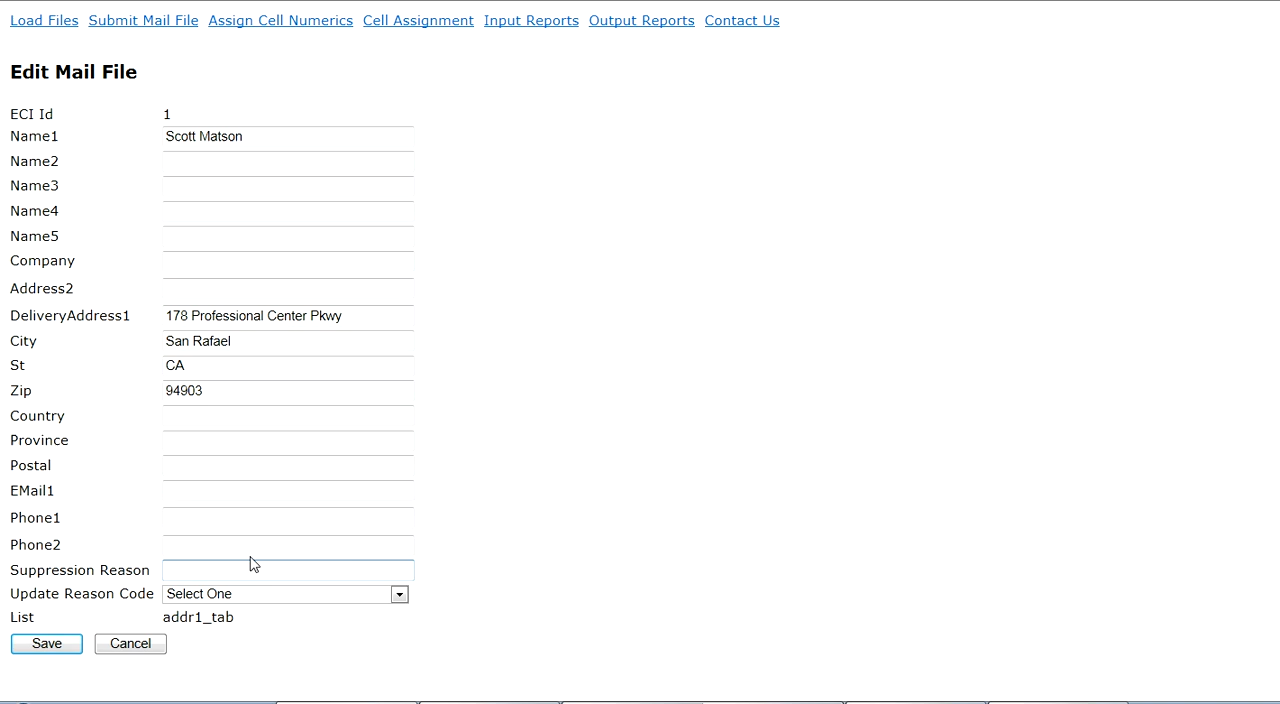 Load Files Submit Mail File Assign Cell Numerics Cell Assignment Input Reports Output Reports Contact Us
Edit Mail File
ECI Id 1
Name1 Scott Matson
Name2
Name3
Name4
Name5
Company
Address2
DeliveryAddress1 178 Professional Center Pkwy
City San Rafael
St CA
Zip 94903
Country
Province
Postal
EMail1
Phone1
Phone2
Suppression Reason
Update Reason Code Select One
List addr1_tab
Save Cancel